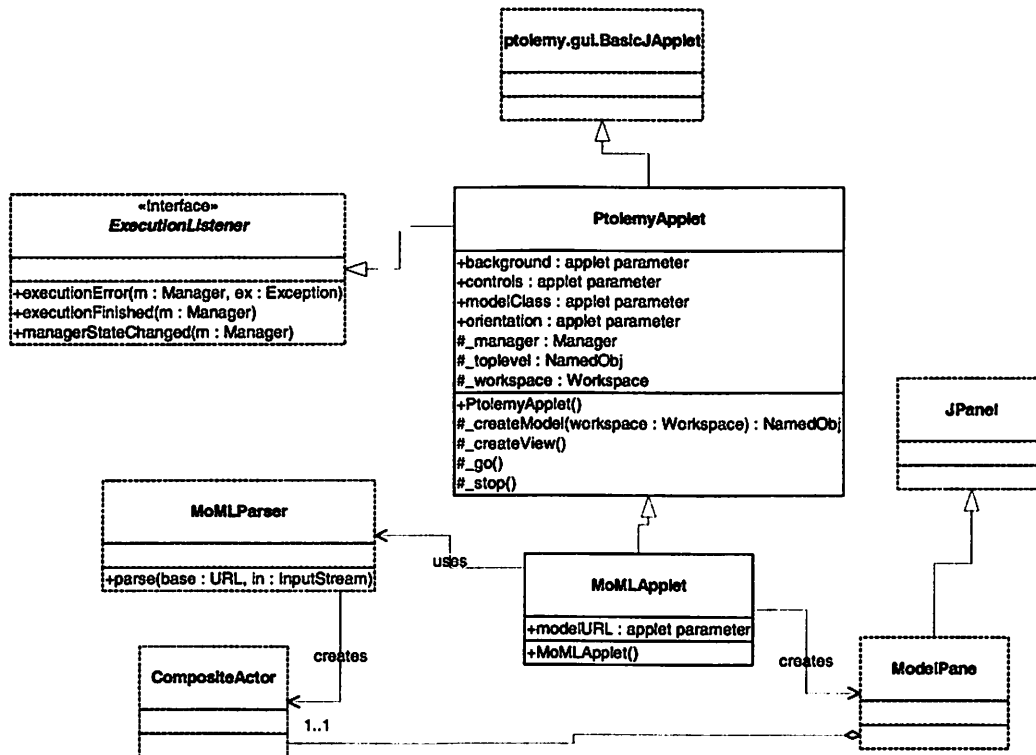 ptolemy.gui.BasicJApplet
«Interface»
ExecutionListener
+executionError(m : Manager, ex : Exception)
+executionFinished(m : Manager)
+managerStateChanged(m : Manager)
PtolemyApplet
+background : applet parameter
+controls : applet parameter
+modelClass : applet parameter
+orientation : applet parameter
#_manager : Manager
#_toplevel : NamedObj
#_workspace : Workspace
+PtolemyApplet()
#_createModel(workspace : Workspace) : NamedObj
#_createView()
#_go()
#_stop()
JPanel
MoMLParser
+parse(base : URL, in : InputStream)
uses
MoMLApplet
+modelURL : applet parameter
+MoMLApplet()
creates
creates
ModelPane
CompositeActor
1..1